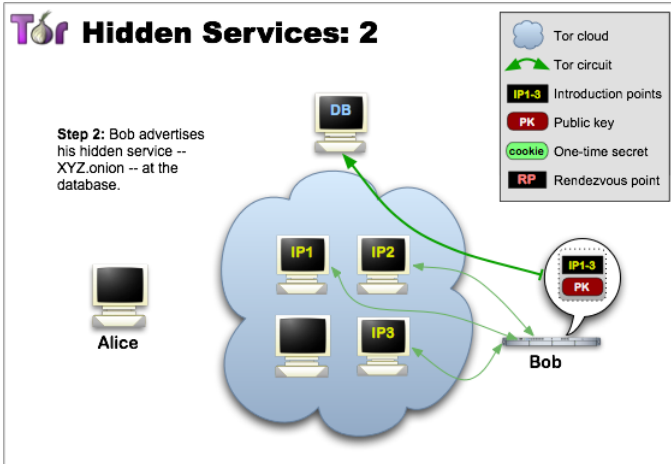 Tor Hidden Services: 2
Tor cloud
Tor circuit
IP1-3 Introduction points
PK Public key
cookie One-time secret
RP Rendezvous point
Step 2: Bob advertises
his hidden service --
XYZ.onion -- at the
database.
DB
IP1 IP2
IP3
Alice
IP1-3
PK
Bob